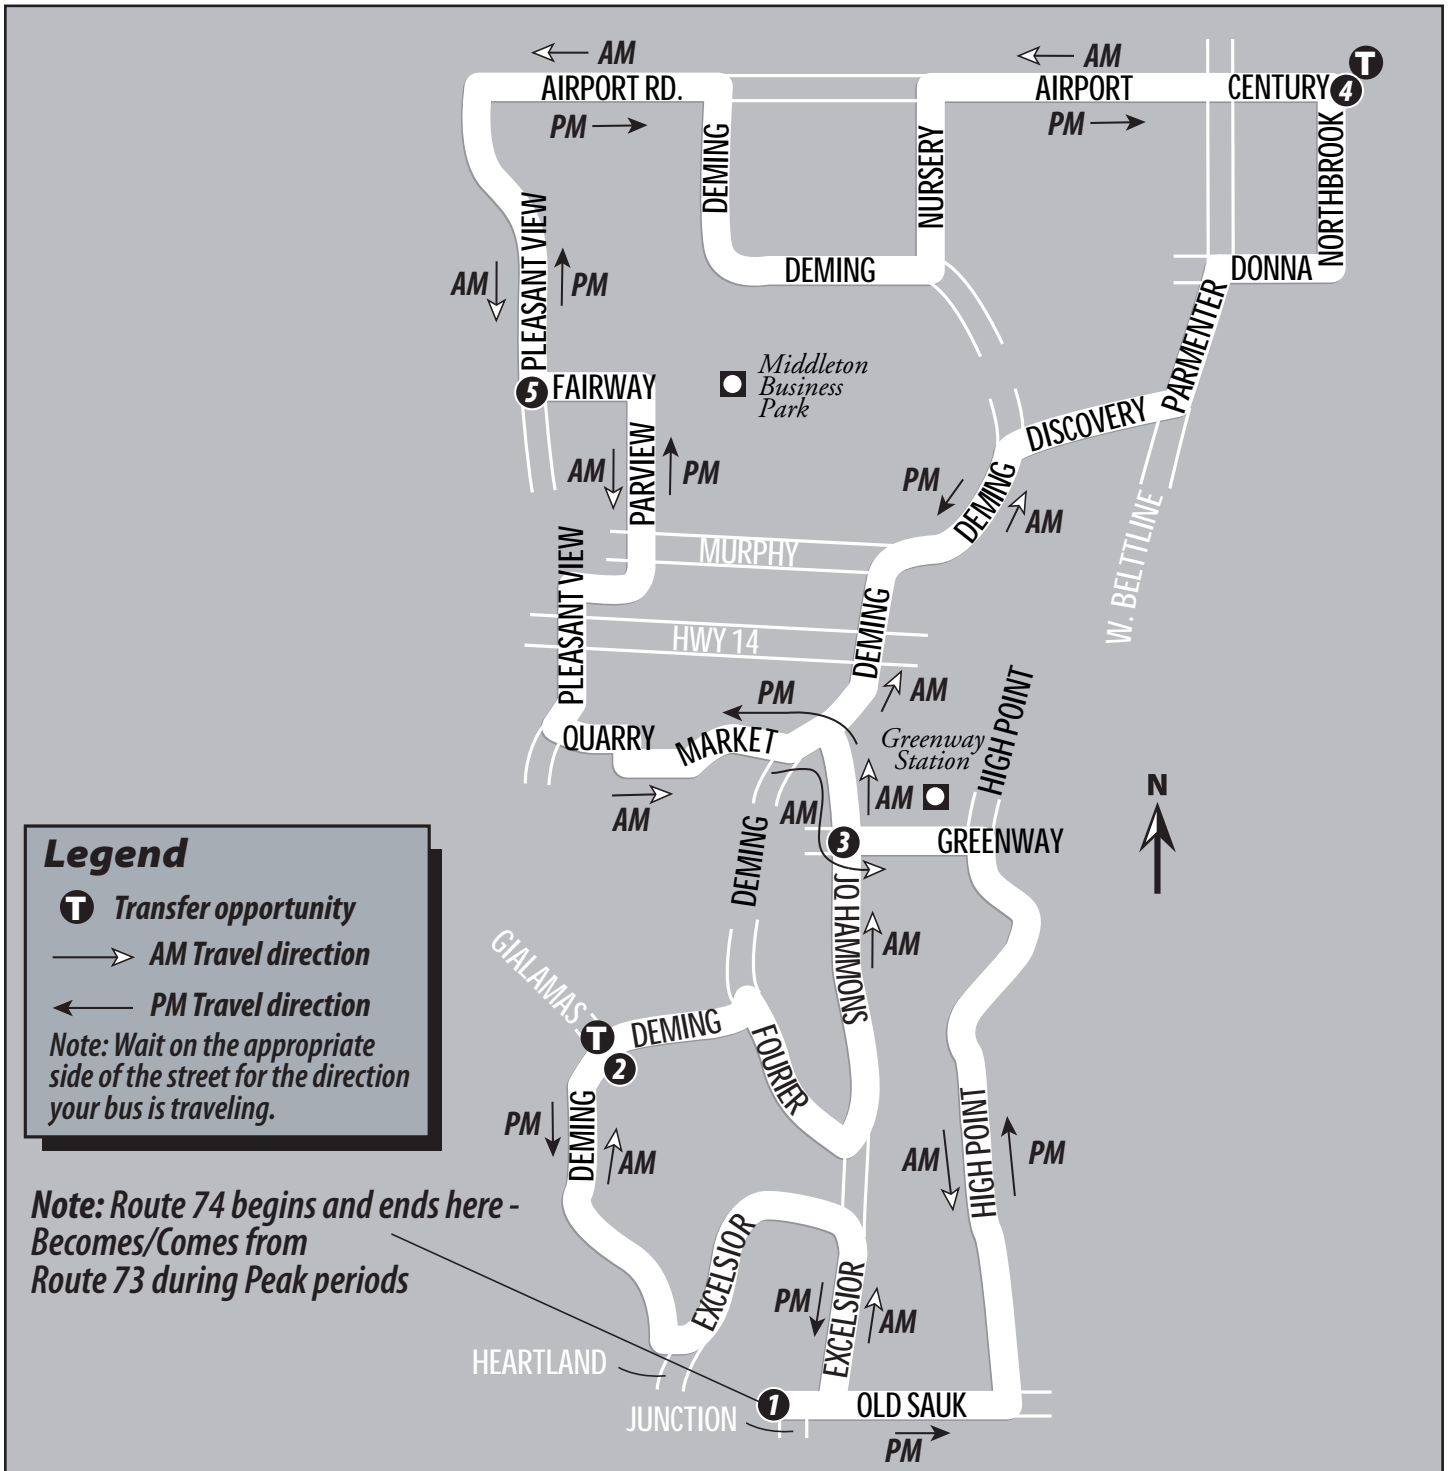 AM
AM
T
AIRPORT RD.
AIRPORT
CENTURY
4
PM
PM
DEMING
NURSERY
NORTHBROOK
PLEASANT VIEW
DEMING
DONNA
AM
PM
PARMENTER
5
FAIRWAY
Middleton
Business
Park
DISCOVERY
AM
PARVIEW
PM
PM
DEMING
AM
W. BELTTLINE
PLEASANT VIEW
MURPHY
HWY 14
DEMING
PM
AM
HIGH POINT
QUARRY
MARKET
Greenway
Station
N
AM
AM
AM
DEMING
3
GREENWAY
Legend
T Transfer opportunity
AM Travel direction
PM Travel direction
Note: Wait on the appropriate
side of the street for the direction
your bus is traveling.
JQ HAMMONS
AM
GIALAMAS
T
DEMING
2
FOURIER
PM
DEMING
AM
AM
HIGH POINT
PM
Note: Route 74 begins and ends here -
Becomes/Comes from
Route 73 during Peak periods
EXCELSIOR
PM
EXCELSIOR
AM
HEARTLAND
1
OLD SAUK
JUNCTION
PM